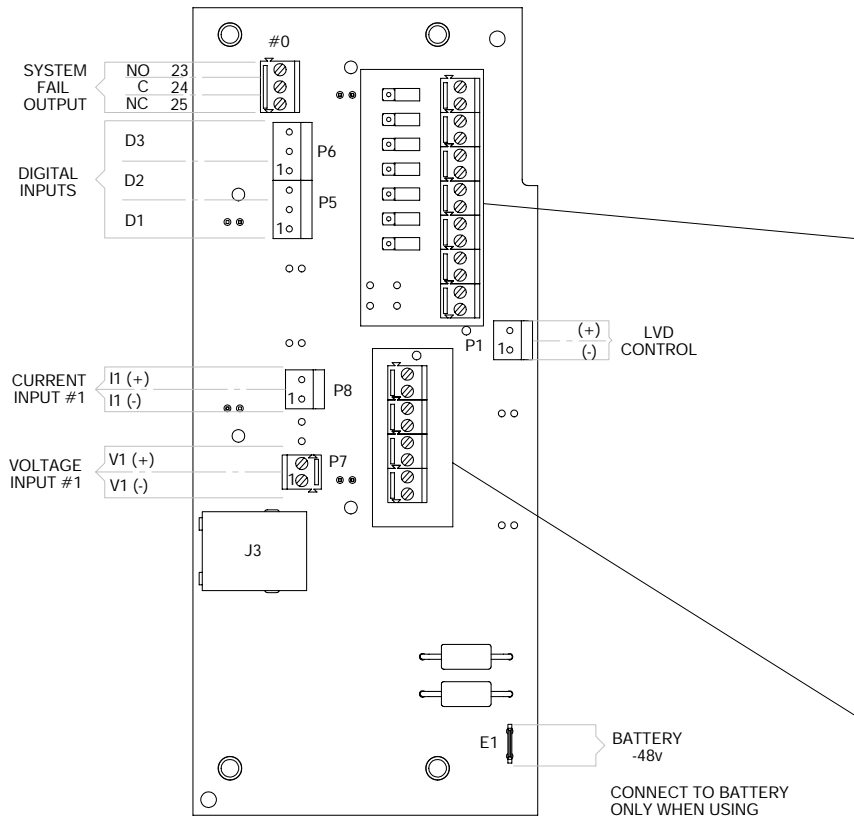 #0
SYSTEM
FAIL
OUTPUT
NO 23
C 24
NC 25
DIGITAL
INPUTS
D3
D2
D1
P6
1
P5
1
P1
1
(+)
(-)
LVD
CONTROL
CURRENT
INPUT #1
I1 (+)
I1 (-)
P8
1
VOLTAGE
INPUT #1
V1 (+)
V1 (-)
P7
1
J3
E1
BATTERY
-48v
CONNECT TO BATTERY
ONLY WHEN USING